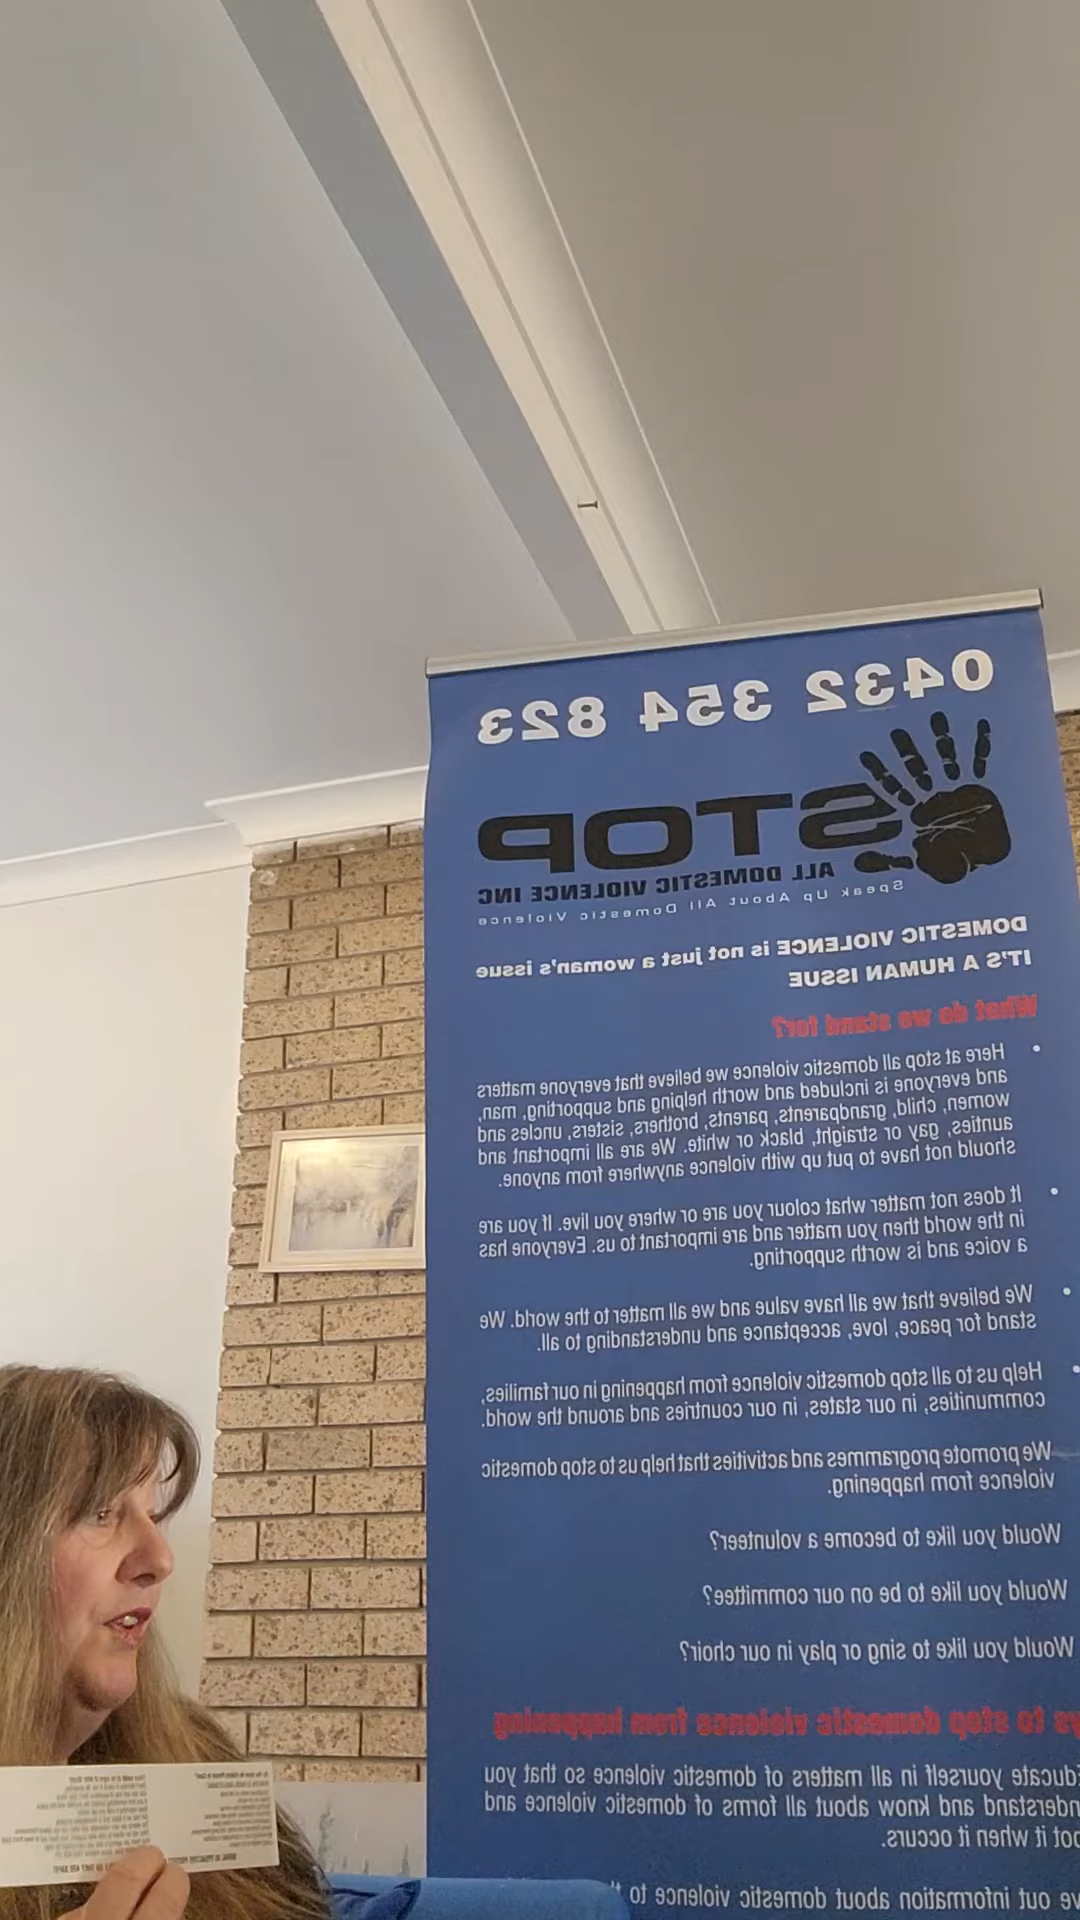 0432 354 823
STOP
ALL DOMESTIC VIOLENCE INC
Speak Up About All Domestic Violence
DOMESTIC VIOLENCE is not just a woman's issue
IT'S A HUMAN ISSUE
What do we stand for?
• Here at stop all domestic violence we believe that everyone matters
and everyone is included and worth helping and supporting, man,
women, child, grandparents, parents, brothers, sisters, uncles and
aunties, gay or straight, black or white. We are all important and
should not have to put up with violence anywhere from anyone.
• It does not matter what colour you are or where you live. If you are
in the world then you matter and are important to us. Everyone has
a voice and is worth supporting.
• We believe that we all have value and we all matter to the world. We
stand for peace, love, acceptance and understanding to all.
• Help us to all stop domestic violence from happening in our families,
communities, in our states, in our countries and around the world.
We promote programmes and activities that help us to stop domestic
violence from happening.
Would you like to become a volunteer?
Would you like to be on our committee?
Would you like to sing or play in our choir?
ys to stop domestic violence from happening
Educate yourself in all matters of domestic violence so that you
nderstand and know about all forms of domestic violence and
pot it when it occurs.
ve out information about domestic violence to